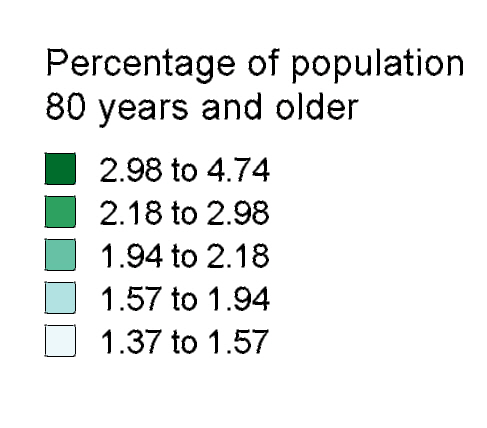 Percentage of population
80 years and older
2.98 to 4.74
2.18 to 2.98
1.94 to 2.18
1.57 to 1.94
1.37 to 1.57